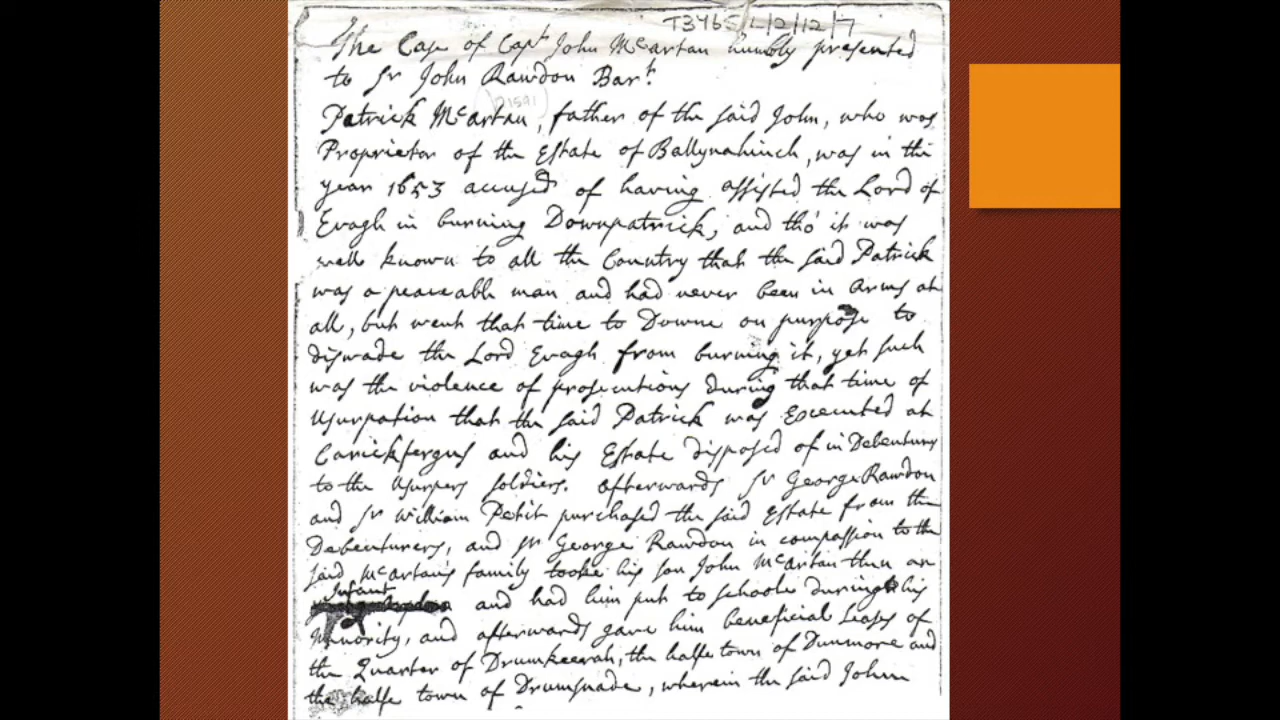 T3465/L/2/12/7
The Case of Capt John McCartan humbly presented
to Sr John Rawdon Bart.
21591
Patrick McCartan, father of the said John, who was
Proprietor of the Estate of Ballynahinch, was in the
year 1653 accused of having assisted the Lord of
Evagh in burning Downpatrick, and tho' it was
well known to all the Country that the said Patrick
was a peaceable man and had never been in Arms at
all, but went that time to Downe on purpose to
diswade the Lord Evagh from burning it, yet such
was the violence of prosecutions during that time of
Usurpation that the said Patrick was Executed at
Carickfergus and his Estate disposed of in Debenturs
to the Usurpers soldiers. afterwards Sr George Rawdon
and Sr William Petit purchased the said Estate from the
Debenturers, and Sr George Rawdon in compassion to the
said McCartans family tooke his son John McCartan then an
Infant
and had him put to schoole during his
Minority, and afterwards gave him beneficial Leases of
the Quarter of Drumkeerah, the halfe town of Dunmore and
the halfe town of Drumsnade, wherein the said John